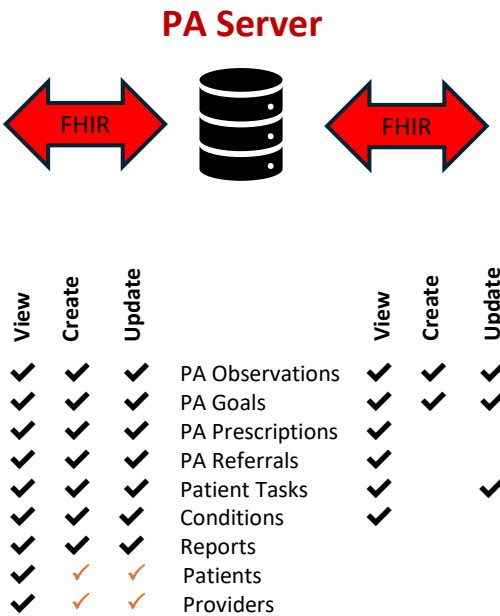 PA Server
FHIR FHIR
View Create Update View Create Update
✔ ✔ ✔ PA Observations ✔ ✔ ✔
✔ ✔ ✔ PA Goals ✔ ✔ ✔
✔ ✔ ✔ PA Prescriptions ✔
✔ ✔ ✔ PA Referrals ✔
✔ ✔ ✔ Patient Tasks ✔ ✔
✔ ✔ ✔ Conditions ✔
✔ ✔ ✔ Reports
✔ ✓ ✓ Patients
✔ ✓ ✓ Providers